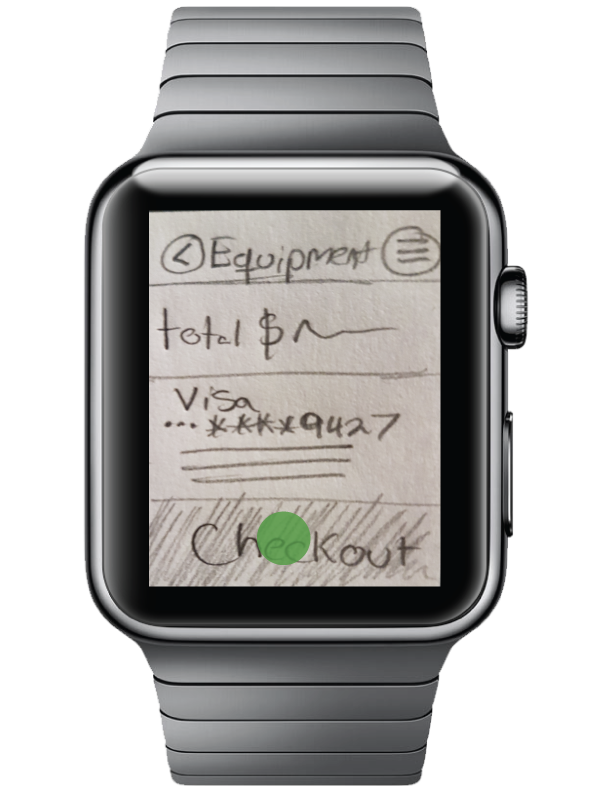 < Equipment
total $
Visa
... ****9427
Checkout